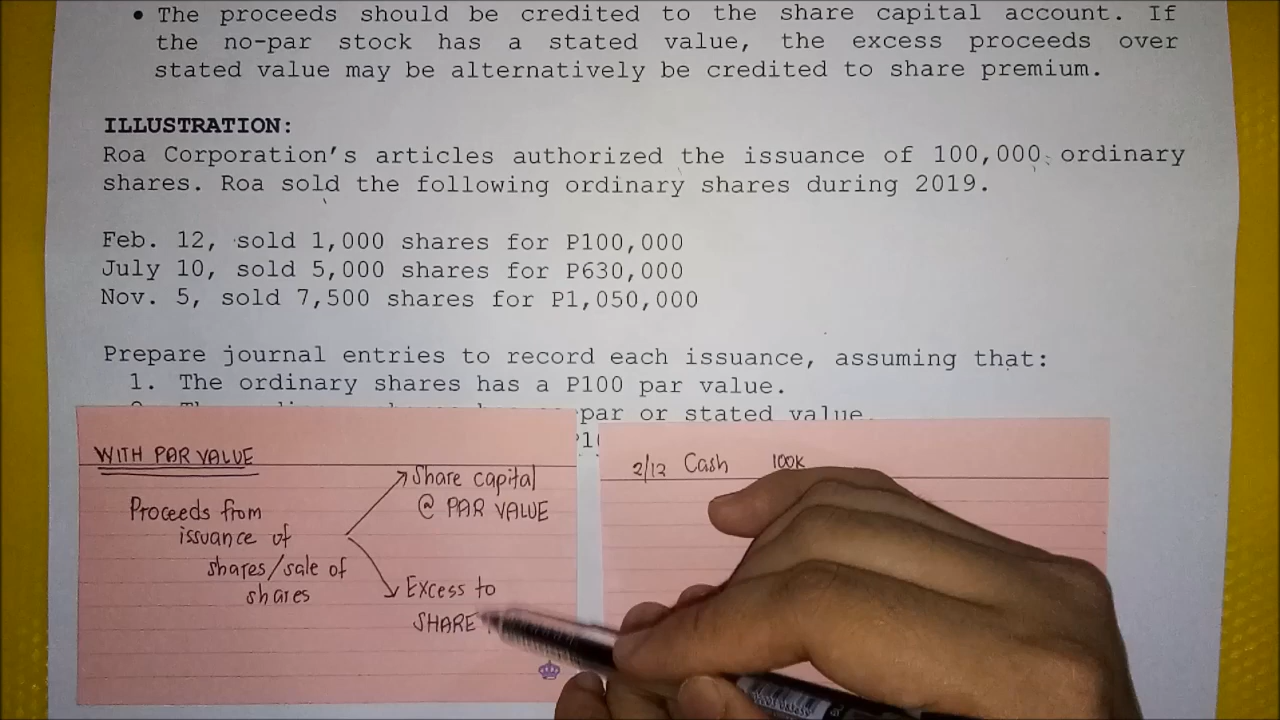 • The proceeds should be credited to the share capital account. If
the no-par stock has a stated value, the excess proceeds over
stated value may be alternatively be credited to share premium.
ILLUSTRATION:
Roa Corporation's articles authorized the issuance of 100,000 ordinary
shares. Roa sold the following ordinary shares during 2019.
Feb. 12, sold 1,000 shares for P100,000
July 10, sold 5,000 shares for P630,000
Nov. 5, sold 7,500 shares for P1,050,000
Prepare journal entries to record each issuance, assuming that:
1. The ordinary shares has a P100 par value.
par or stated value.
WITH PAR VALUE
Proceeds from
issuance of
shares/sale of
shares
Share capital
@ PAR VALUE
Excess to
SHARE
2/12 Cash 100K